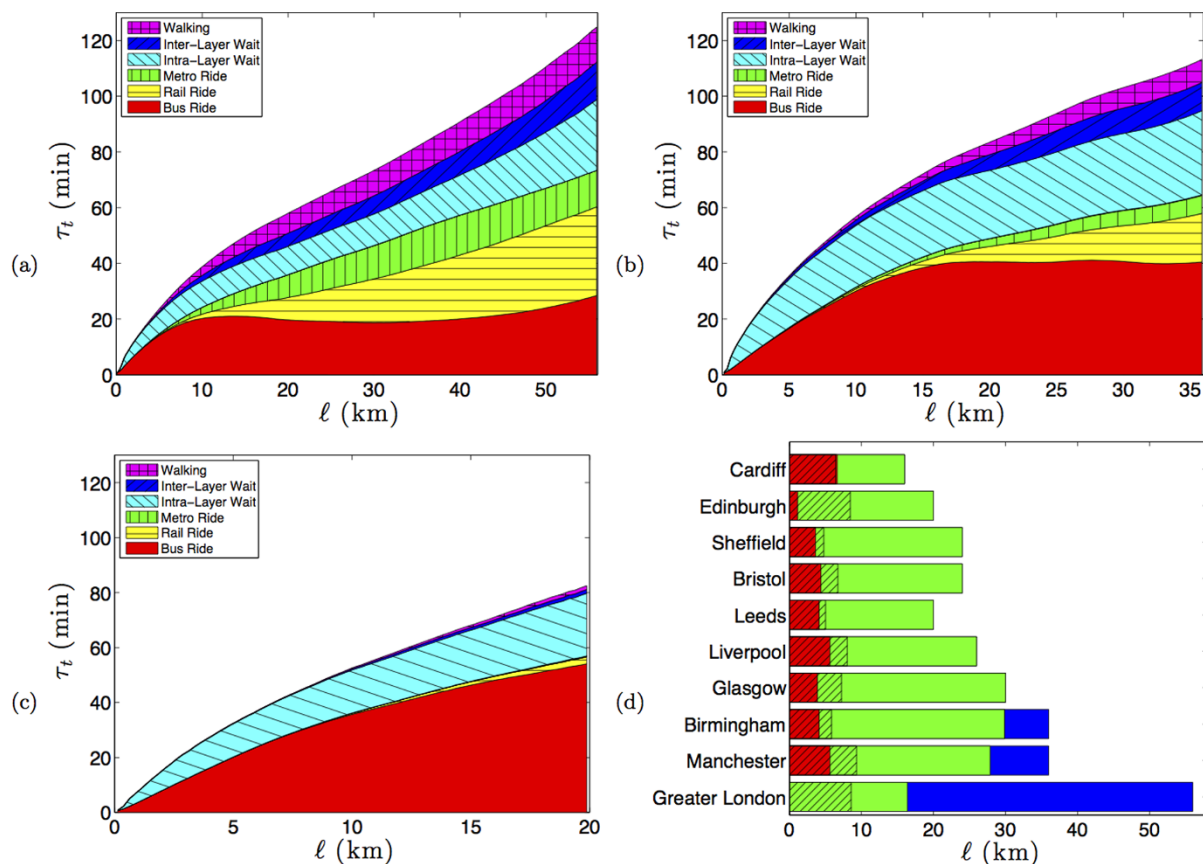 120
100
80
60
40
20
0
τt (min)
Walking
Inter-Layer Wait
Intra-Layer Wait
Metro Ride
Rail Ride
Bus Ride
0 10 20 30 40 50
ℓ (km)
(a)
120
100
80
60
40
20
0
τt (min)
Walking
Inter-Layer Wait
Intra-Layer Wait
Metro Ride
Rail Ride
Bus Ride
0 5 10 15 20 25 30 35
ℓ (km)
(b)
120
100
80
60
40
20
0
τt (min)
Walking
Inter-Layer Wait
Intra-Layer Wait
Metro Ride
Rail Ride
Bus Ride
0 5 10 15 20
ℓ (km)
(c)
Cardiff
Edinburgh
Sheffield
Bristol
Leeds
Liverpool
Glasgow
Birmingham
Manchester
Greater London
0 10 20 30 40 50
ℓ (km)
(d)